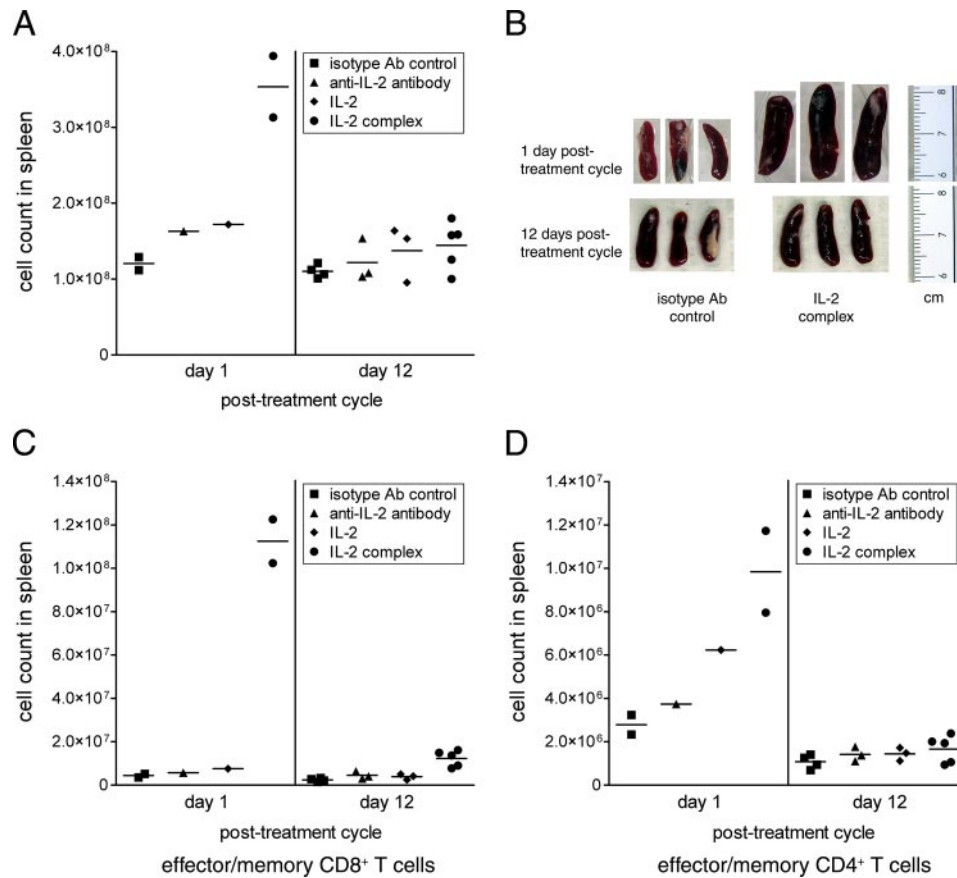 A
cell count in spleen
4.0×10⁸
3.0×10⁸
2.0×10⁸
1.0×10⁸
0
isotype Ab control
anti-IL-2 antibody
IL-2
IL-2 complex
day 1
day 12
post-treatment cycle
B
1 day post-
treatment cycle
12 days post-
treatment cycle
isotype Ab
control
IL-2
complex
8
7
6
8
7
6
cm
C
cell count in spleen
1.4×10⁸
1.2×10⁸
1.0×10⁸
8.0×10⁷
6.0×10⁷
4.0×10⁷
2.0×10⁷
0
isotype Ab control
anti-IL-2 antibody
IL-2
IL-2 complex
day 1
day 12
post-treatment cycle
effector/memory CD8⁺ T cells
D
cell count in spleen
1.4×10⁷
1.2×10⁷
1.0×10⁷
8.0×10⁶
6.0×10⁶
4.0×10⁶
2.0×10⁶
0
isotype Ab control
anti-IL-2 antibody
IL-2
IL-2 complex
day 1
day 12
post-treatment cycle
effector/memory CD4⁺ T cells